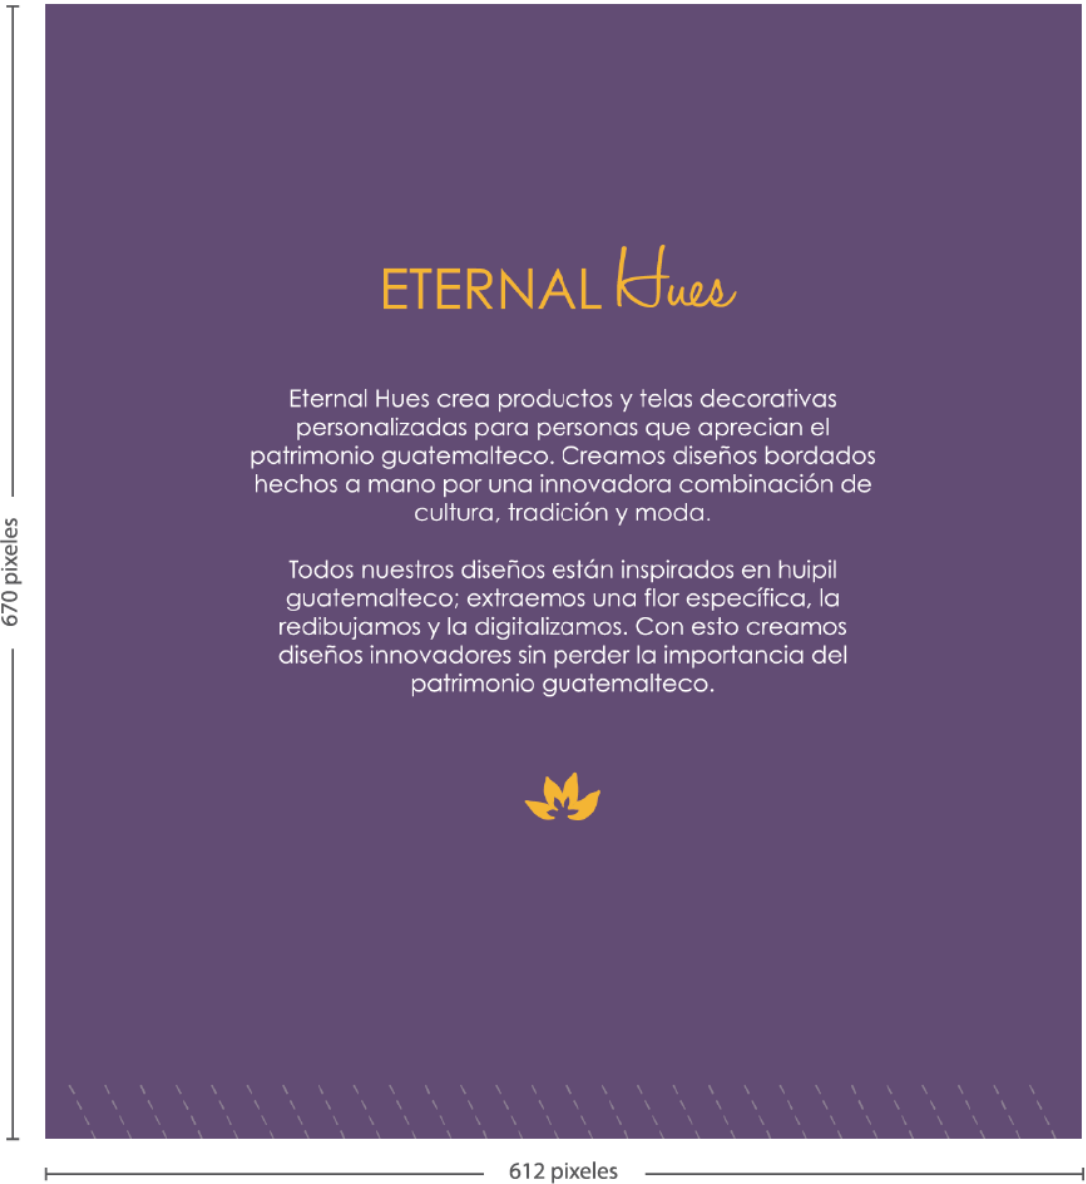 ETERNAL Hues
Eternal Hues crea productos y telas decorativas
personalizadas para personas que aprecian el
patrimonio guatemalteco. Creamos diseños bordados
hechos a mano por una innovadora combinación de
cultura, tradición y moda.
Todos nuestros diseños están inspirados en huipil
guatemalteco; extraemos una flor específica, la
redibujamos y la digitalizamos. Con esto creamos
diseños innovadores sin perder la importancia del
patrimonio guatemalteco.
670 pixeles
612 pixeles